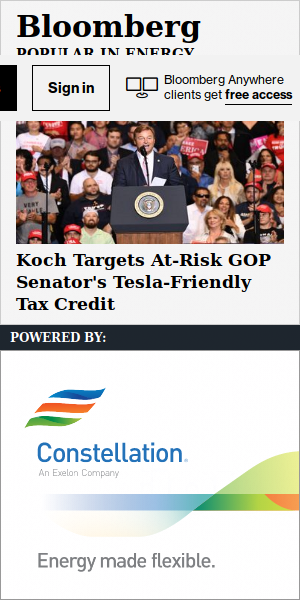 Bloomberg
POPULAR IN ENERGY
Sign in
Bloomberg Anywhere
clients get free access
Koch Targets At-Risk GOP
Senator's Tesla-Friendly
Tax Credit
POWERED BY:
Constellation®
An Exelon Company
Energy made flexible.